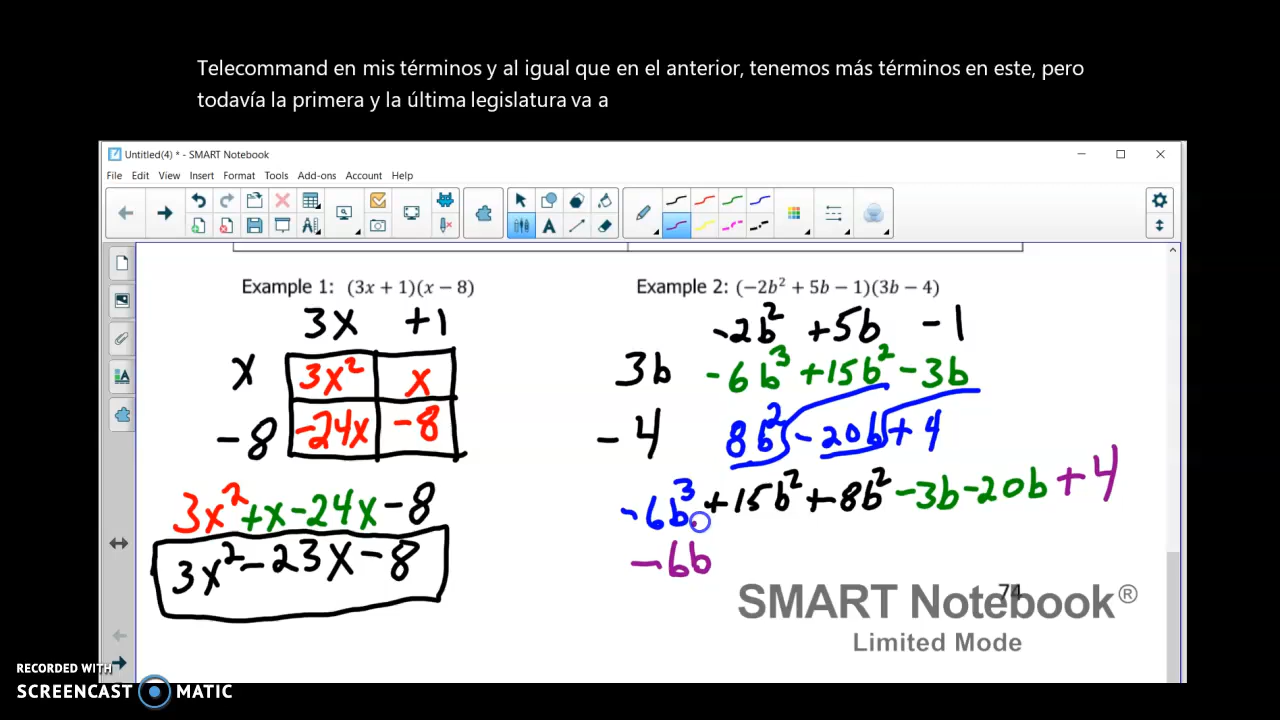 Telecommand en mis términos y al igual que en el anterior, tenemos más términos en este, pero
todavía la primera y la última legislatura va a
Untitled(4) * - SMART Notebook
File Edit View Insert Format Tools Add-ons Account Help
Example 1: (3x + 1)(x − 8)
3x +1
x 3x² x
-8 -24x -8
3x² +x -24x -8
3x² - 23x - 8
Example 2: (−2b² + 5b − 1)(3b − 4)
-2b² +5b -1
3b -6b³ +15b² -3b
-4 8b² -20b +4
-6b³ +15b² +8b² -3b -20b +4
-6b
74
SMART Notebook®
Limited Mode
RECORDED WITH
SCREENCAST MATIC